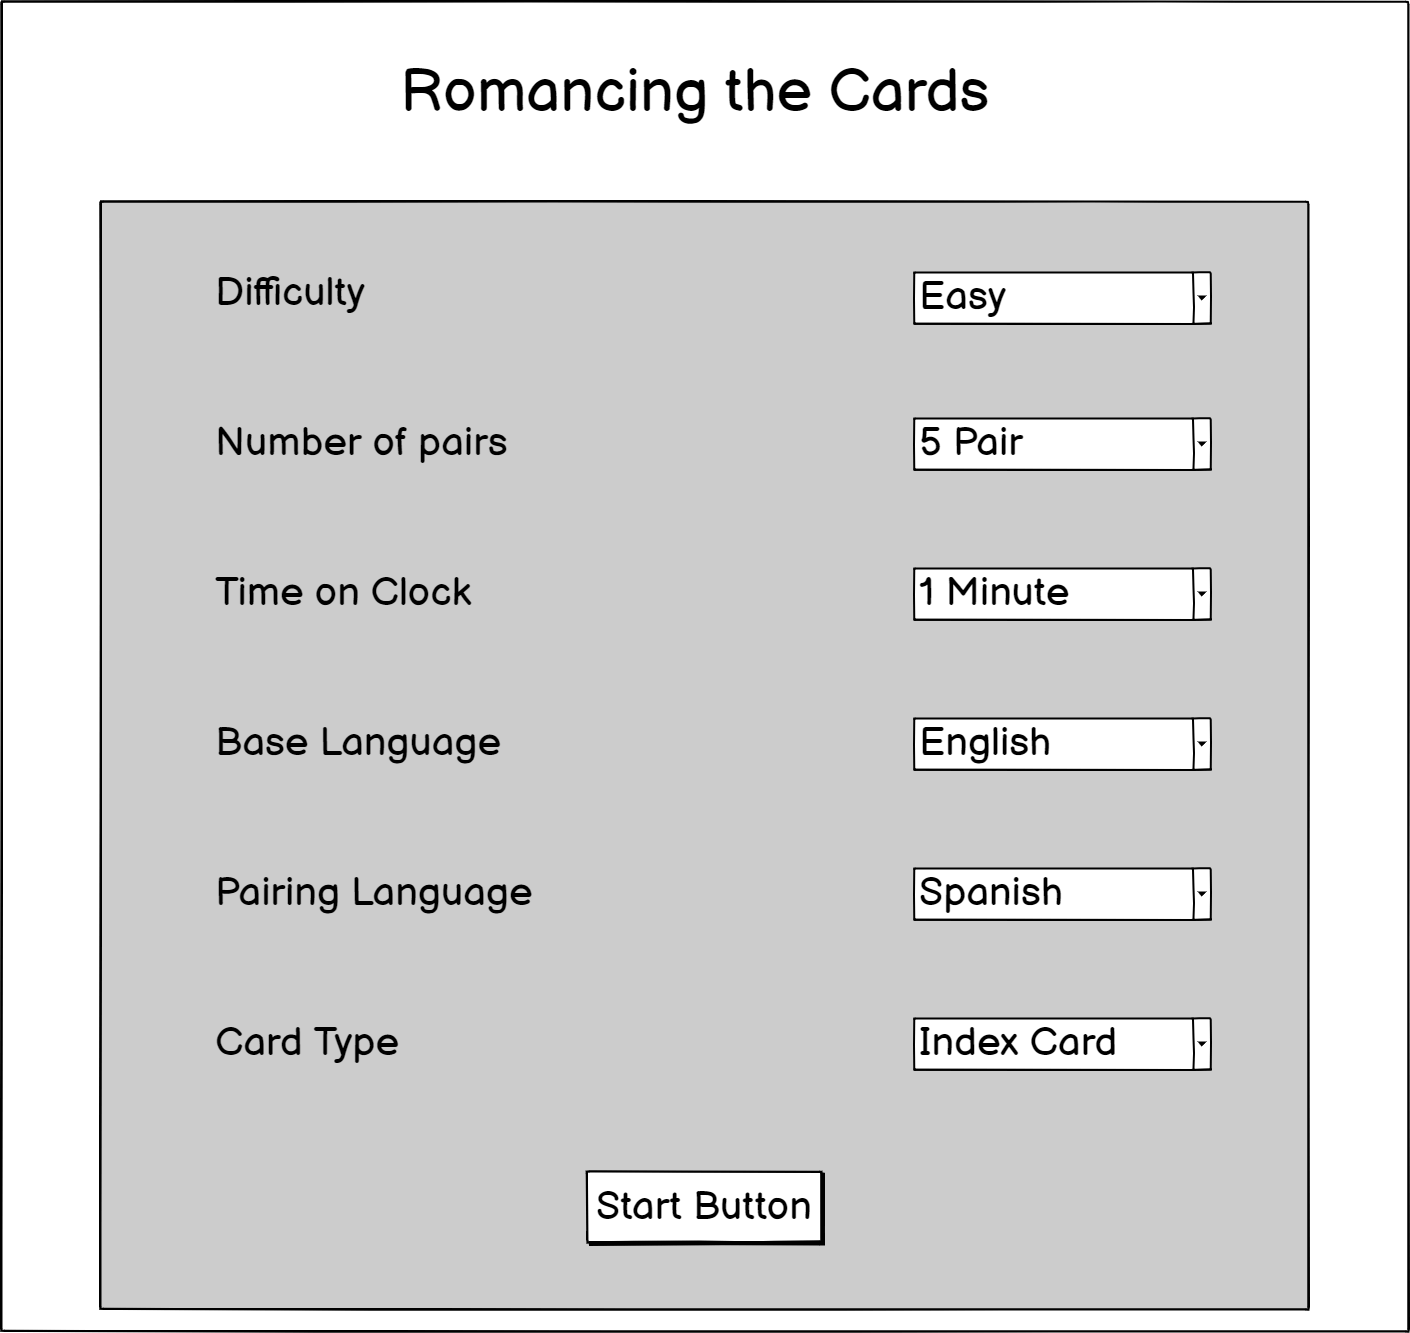 Romancing the Cards
Difficulty
Easy
Number of pairs
5 Pair
Time on Clock
1 Minute
Base Language
English
Pairing Language
Spanish
Card Type
Index Card
Start Button